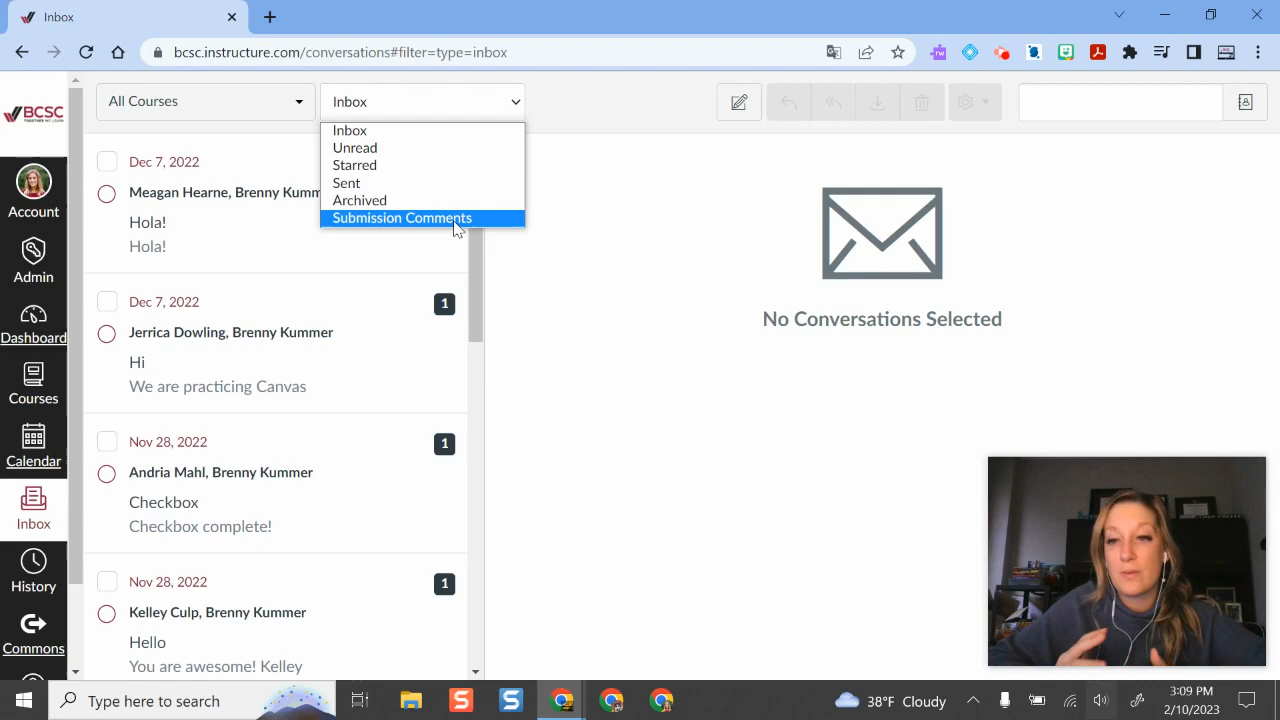 Inbox
bcsc.instructure.com/conversations#filter=type=inbox
BCSC
TOGETHER WE LEARN
Account
Admin
Dashboard
Courses
Calendar
Inbox
History
Commons
All Courses
Inbox
Inbox
Unread
Starred
Sent
Archived
Submission Comments
Dec 7, 2022
Meagan Hearne, Brenny Kumm
Hola!
Hola!
Dec 7, 2022
1
Jerrica Dowling, Brenny Kummer
Hi
We are practicing Canvas
Nov 28, 2022
1
Andria Mahl, Brenny Kummer
Checkbox
Checkbox complete!
Nov 28, 2022
1
Kelley Culp, Brenny Kummer
Hello
You are awesome! Kelley
No Conversations Selected
Type here to search
38°F Cloudy
3:09 PM
2/10/2023